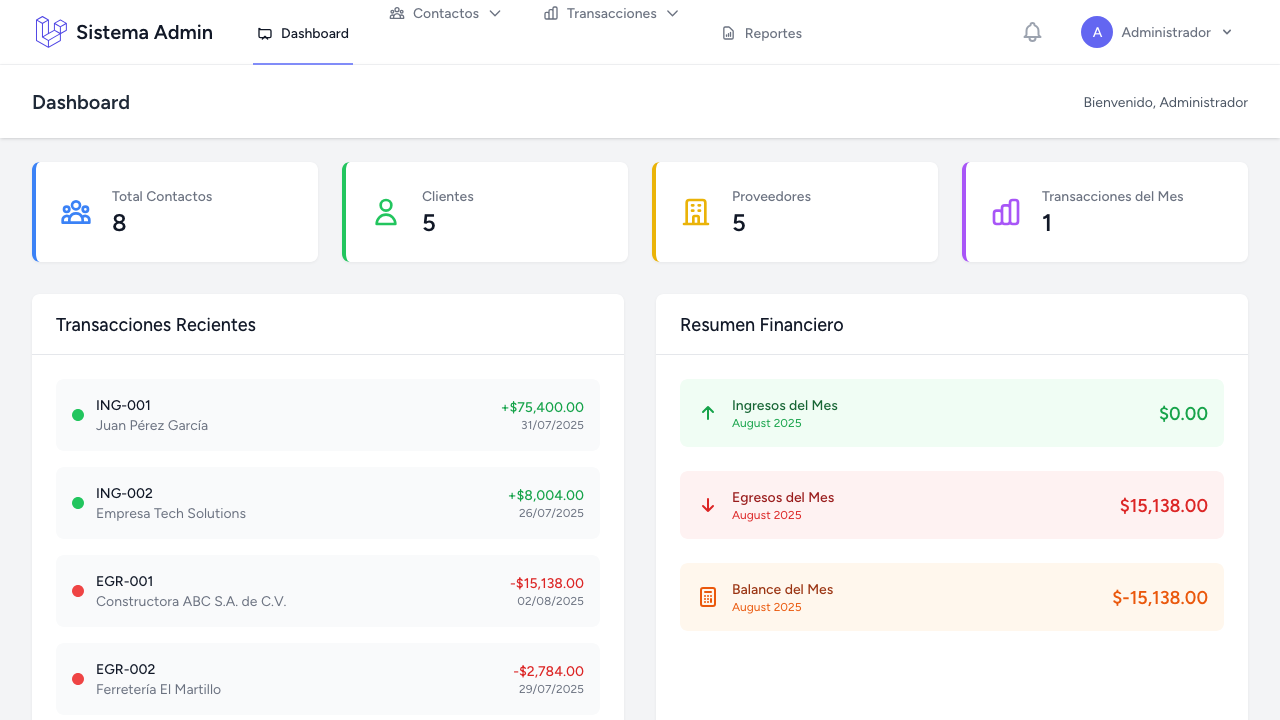 Sistema Admin
Dashboard
Contactos
Transacciones
Reportes
A
Administrador
Dashboard
Bienvenido, Administrador
Total Contactos
8
Clientes
5
Proveedores
5
Transacciones del Mes
1
Transacciones Recientes
ING-001
Juan Pérez García
+$75,400.00
31/07/2025
ING-002
Empresa Tech Solutions
+$8,004.00
26/07/2025
EGR-001
Constructora ABC S.A. de C.V.
-$15,138.00
02/08/2025
EGR-002
Ferretería El Martillo
-$2,784.00
29/07/2025
Resumen Financiero
Ingresos del Mes
August 2025
$0.00
Egresos del Mes
August 2025
$15,138.00
Balance del Mes
August 2025
$-15,138.00